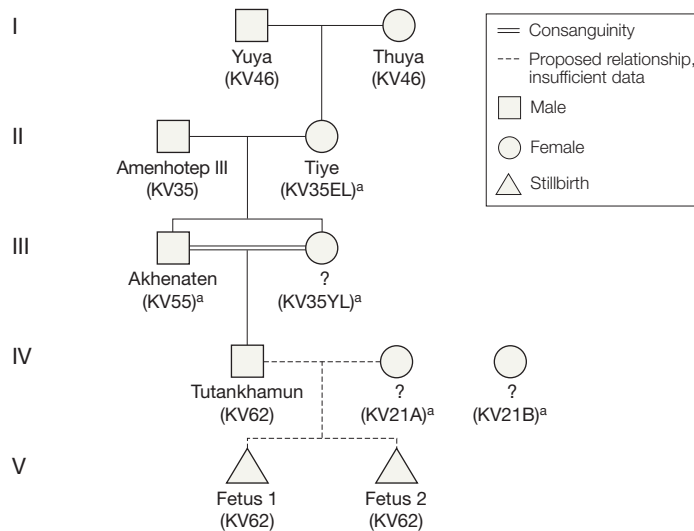 I
Yuya
(KV46)
Thuya
(KV46)
Consanguinity
Proposed relationship,
insufficient data
Male
Female
Stillbirth
II
Amenhotep III
(KV35)
Tiye
(KV35EL)ᵃ
III
Akhenaten
(KV55)ᵃ
?
(KV35YL)ᵃ
IV
Tutankhamun
(KV62)
?
(KV21A)ᵃ
?
(KV21B)ᵃ
V
Fetus 1
(KV62)
Fetus 2
(KV62)